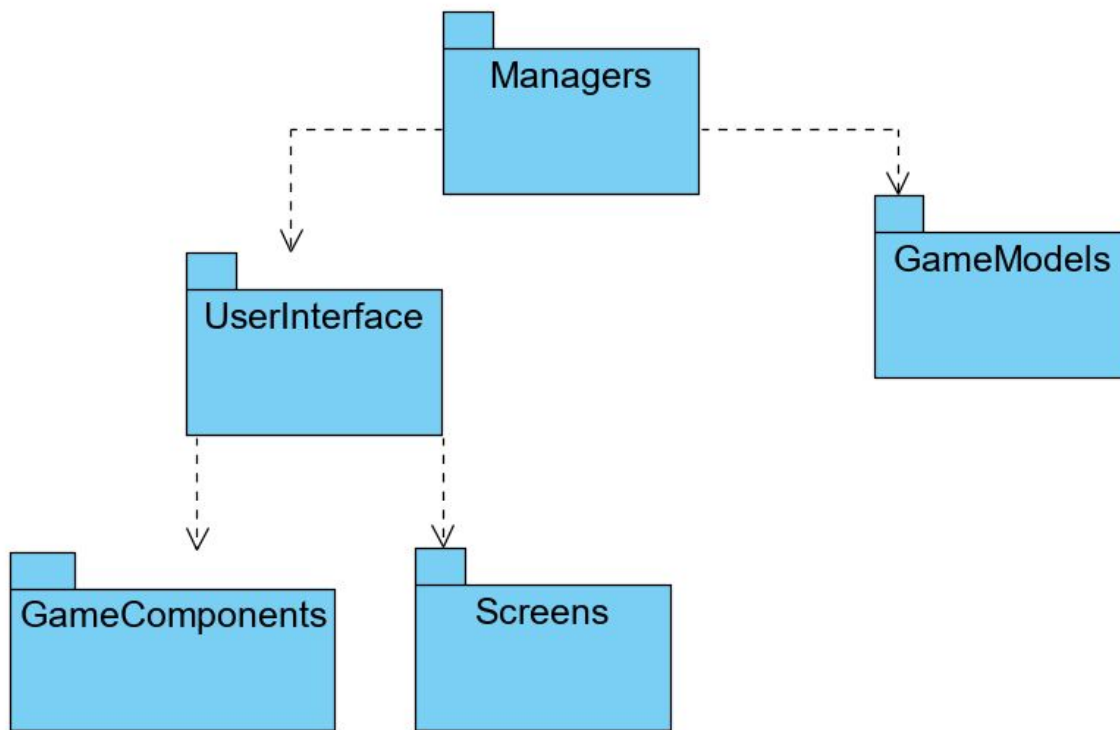 Managers
GameModels
UserInterface
GameComponents
Screens